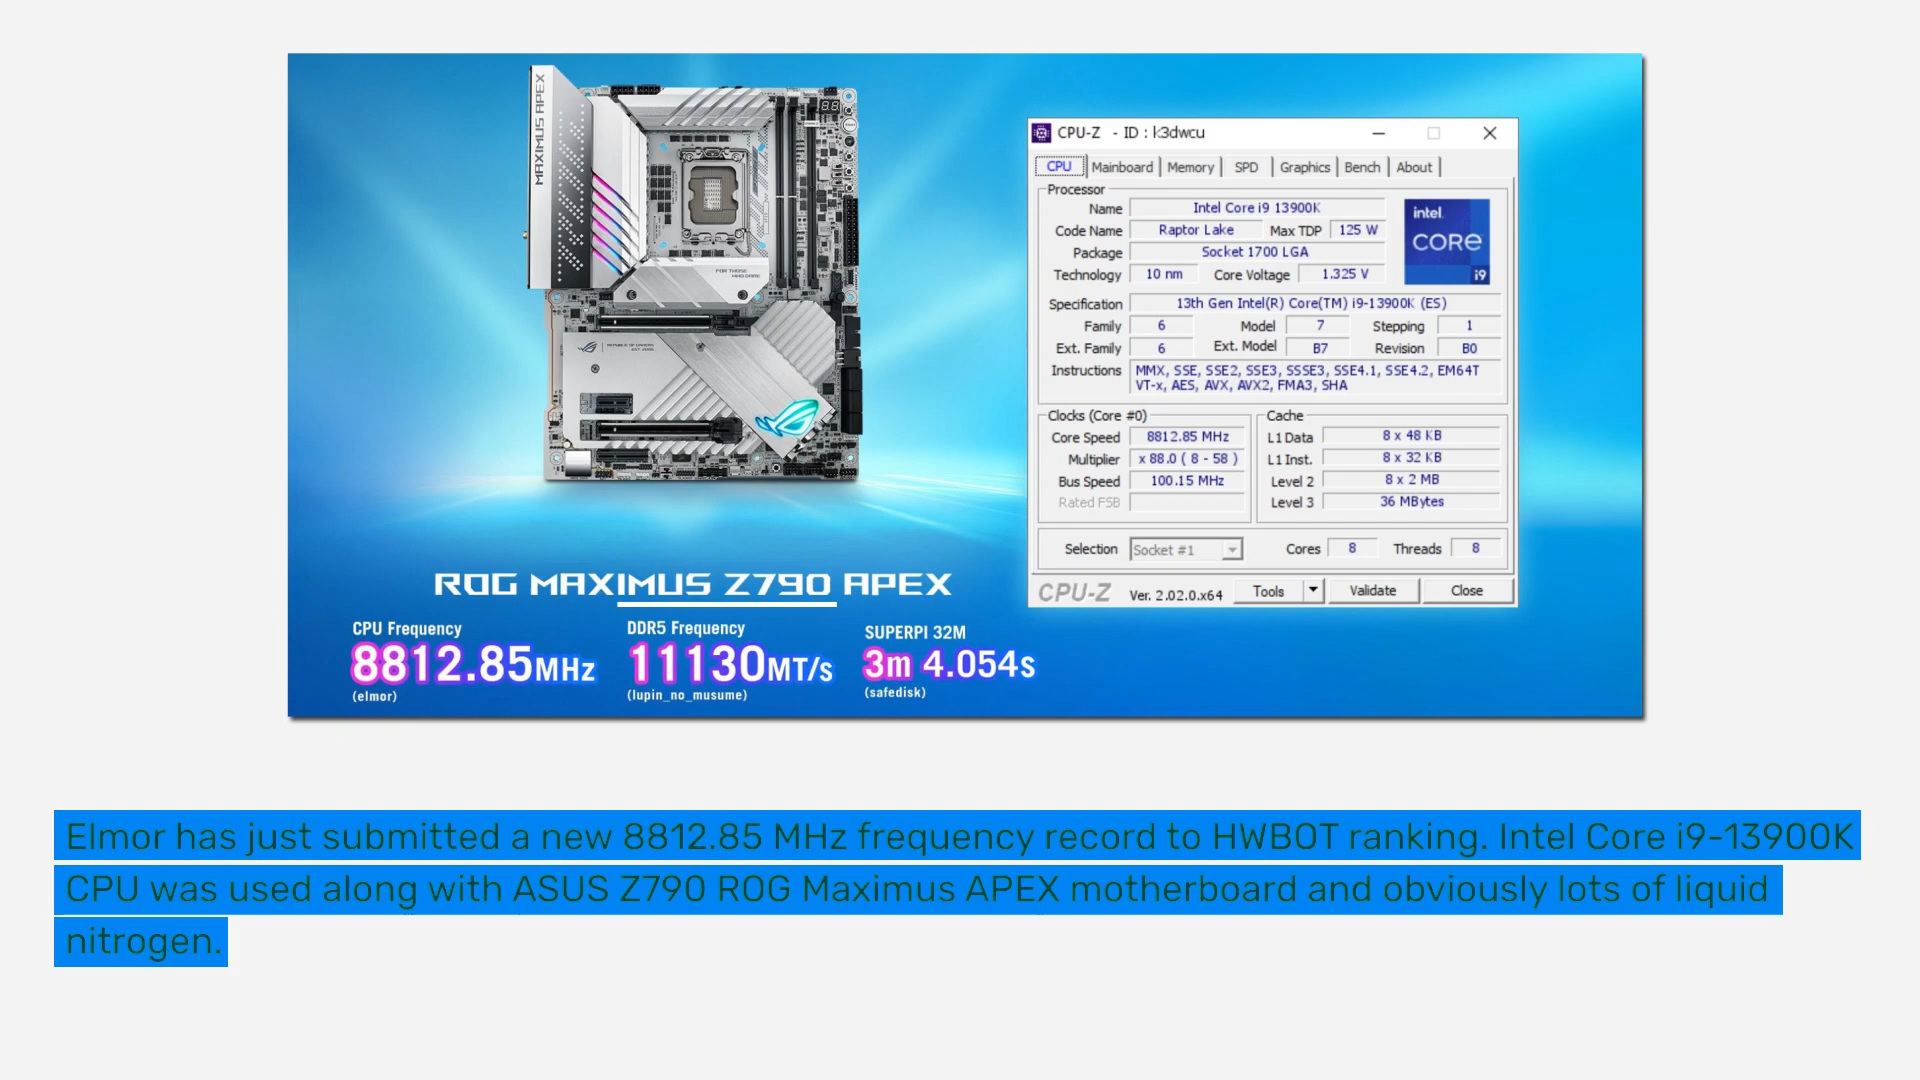 MAXIMUS APEX
88
FOR THOSE
WHO DARE
REPUBLIC OF GAMERS
ROG MAXIMUS Z790 APEX
CPU Frequency
8812.85MHz
(elmor)
DDR5 Frequency
11130MT/s
(lupin_no_musume)
SUPERPI 32M
3m 4.054s
(safedisk)
CPU-Z - ID : k3dwcu
CPU Mainboard Memory SPD Graphics Bench About
Processor
Name Intel Core i9 13900K
Code Name Raptor Lake Max TDP 125 W
Package Socket 1700 LGA
Technology 10 nm Core Voltage 1.325 V
intel
CORE
i9
Specification 13th Gen Intel(R) Core(TM) i9-13900K (ES)
Family 6 Model 7 Stepping 1
Ext. Family 6 Ext. Model B7 Revision B0
Instructions MMX, SSE, SSE2, SSE3, SSSE3, SSE4.1, SSE4.2, EM64T
VT-x, AES, AVX, AVX2, FMA3, SHA
Clocks (Core #0)
Core Speed 8812.85 MHz
Multiplier x 88.0 ( 8 - 58 )
Bus Speed 100.15 MHz
Rated FSB
Cache
L1 Data 8 x 48 KB
L1 Inst. 8 x 32 KB
Level 2 8 x 2 MB
Level 3 36 MBytes
Selection Socket #1 Cores 8 Threads 8
CPU-Z Ver. 2.02.0.x64 Tools Validate Close
Elmor has just submitted a new 8812.85 MHz frequency record to HWBOT ranking. Intel Core i9-13900K
CPU was used along with ASUS Z790 ROG Maximus APEX motherboard and obviously lots of liquid
nitrogen.